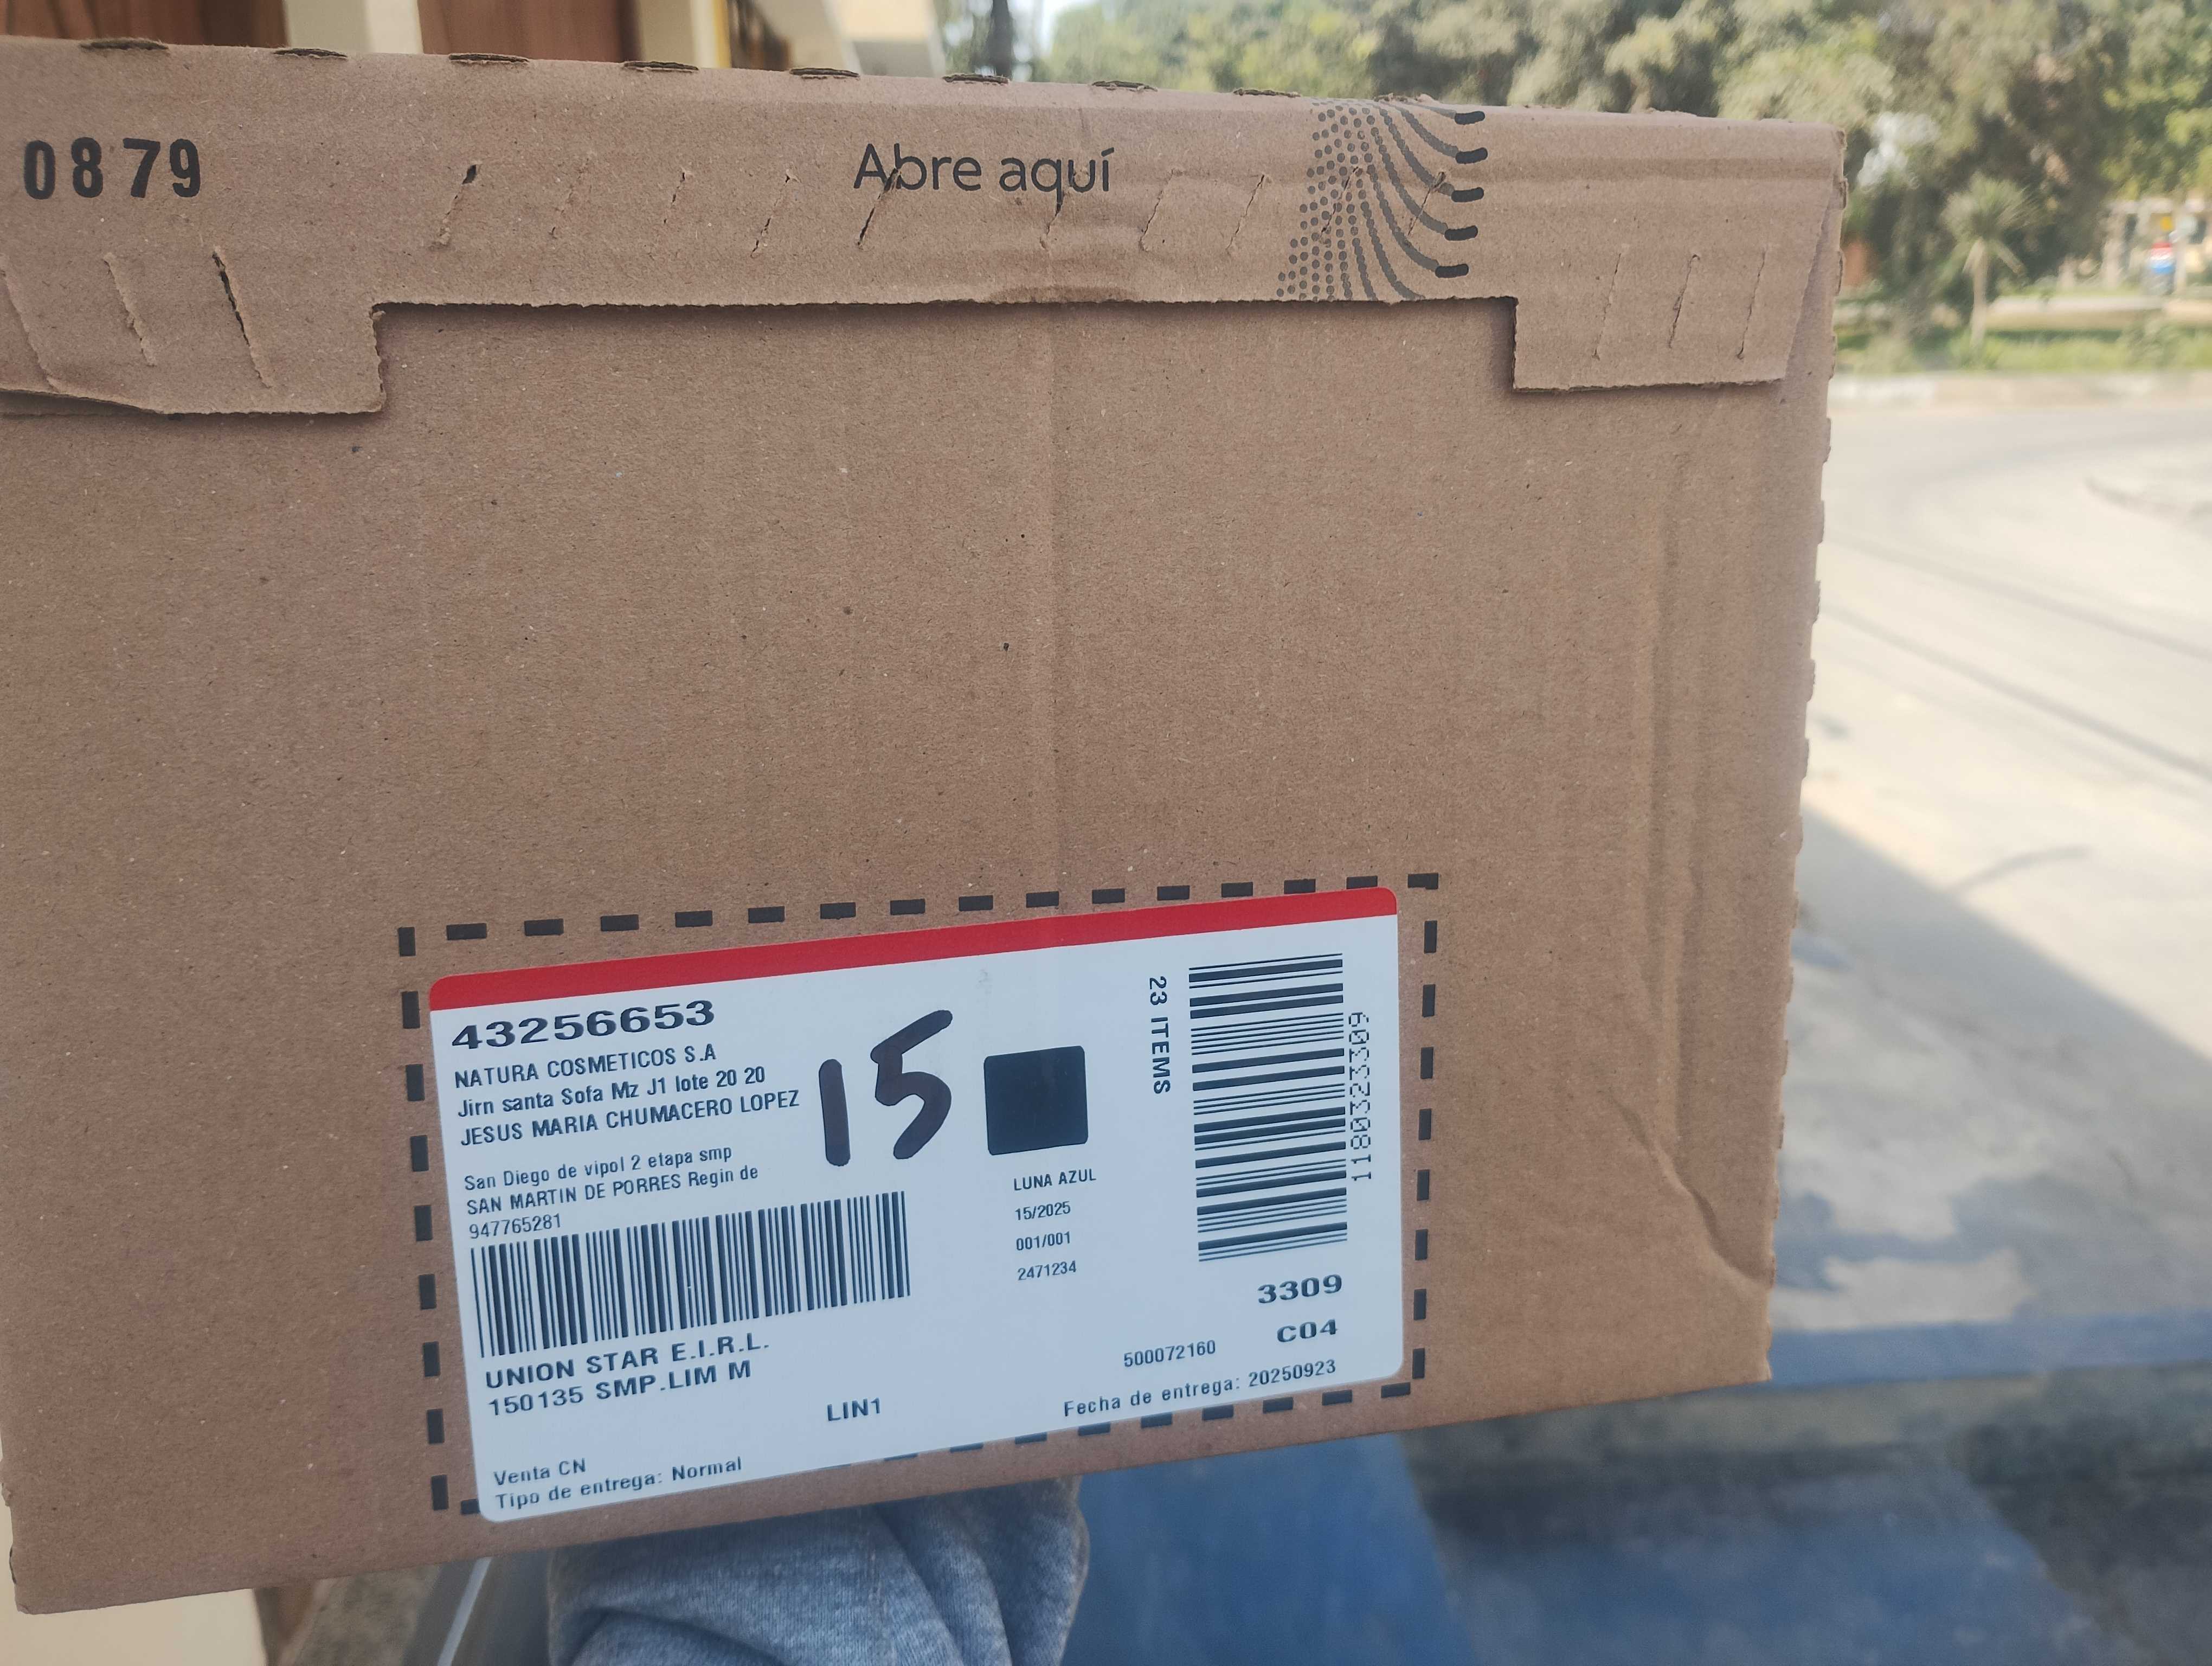 0879
Abre aquí
43256653
NATURA COSMETICOS S.A
Jirn santa Sofa Mz J1 lote 20 20
JESUS MARIA CHUMACERO LOPEZ
San Diego de vipol 2 etapa smp
SAN MARTIN DE PORRES Regin de
947765281
UNION STAR E.I.R.L.
150135 SMP.LIM M
LIN1
Venta CN
Tipo de entrega: Normal
15
LUNA AZUL
15/2025
001/001
2471234
23 ITEMS
118032323309
3309
C04
500072160
Fecha de entrega: 20250923